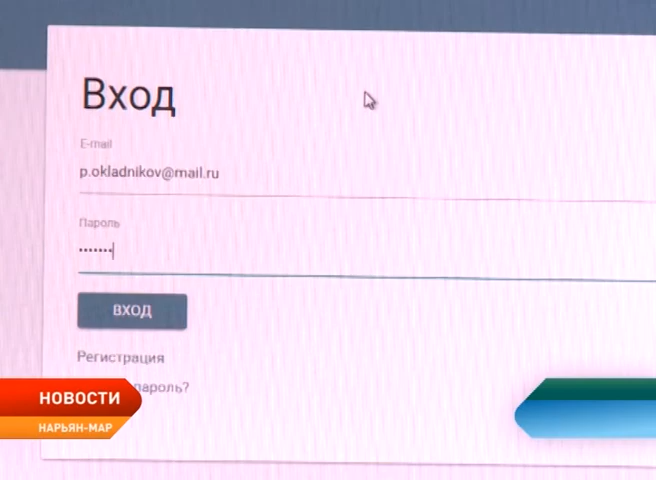 Вход
E-mail
p.okladnikov@mail.ru
Пароль
•••••••
ВХОД
Регистрация
пароль?
НОВОСТИ
НАРЬЯН-МАР